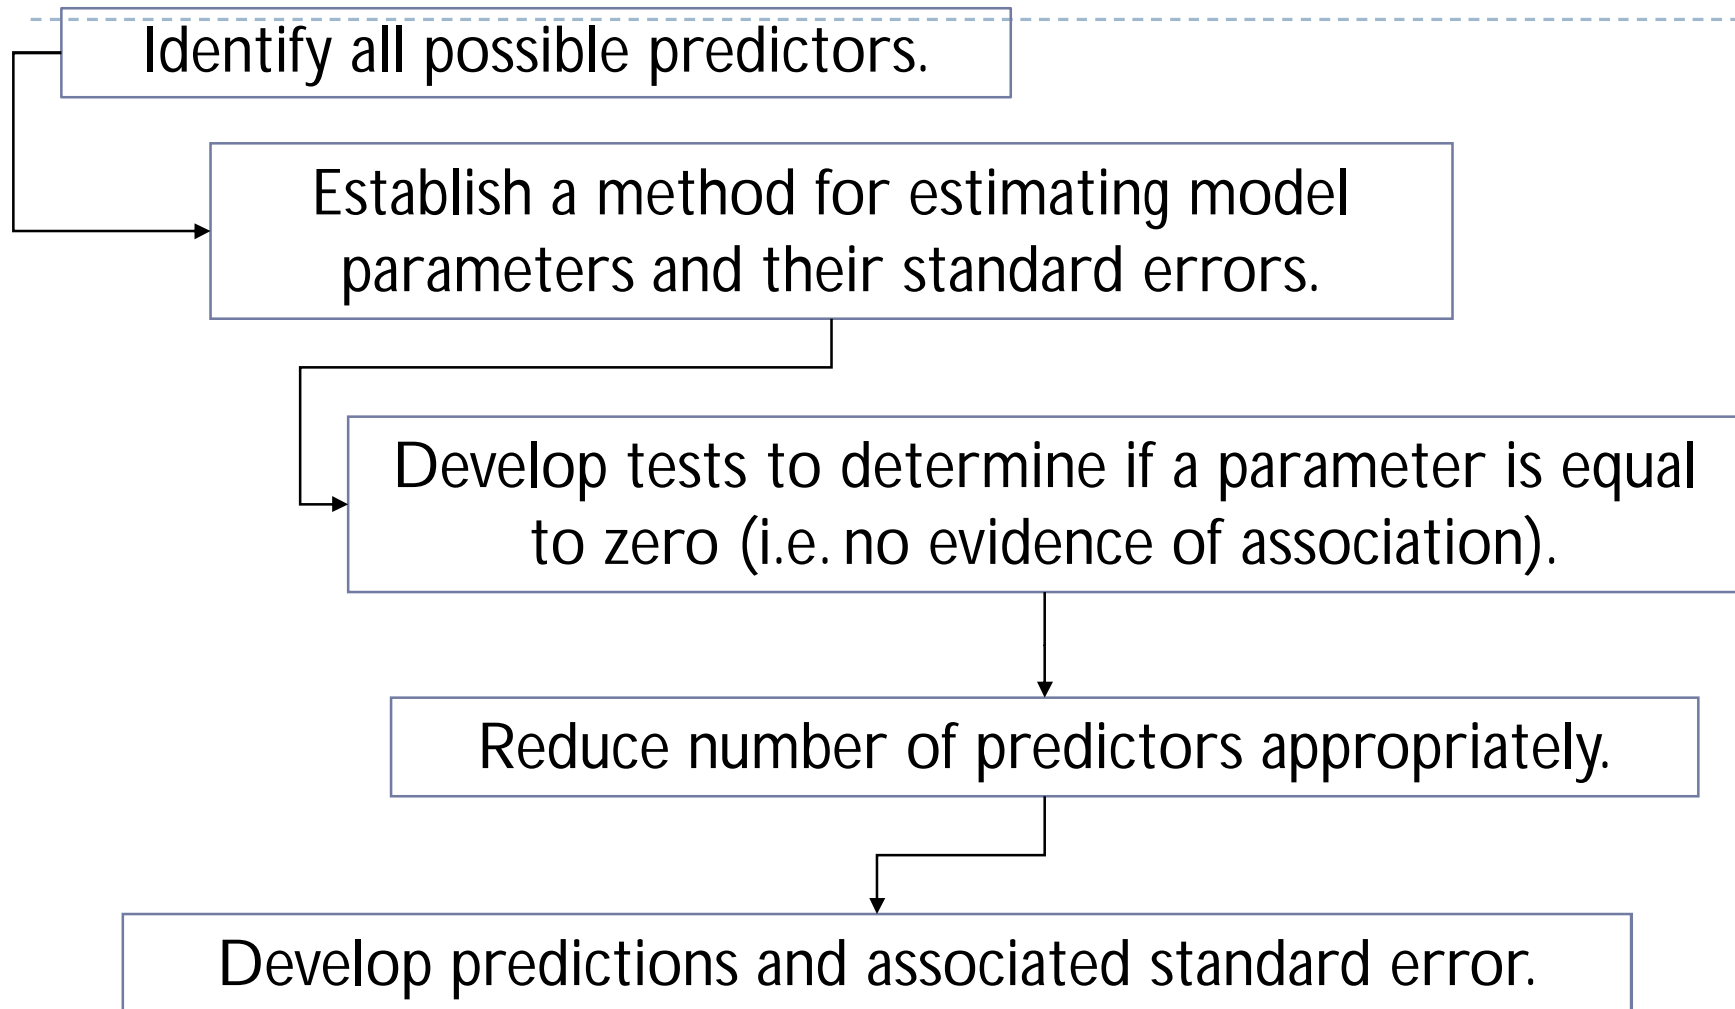 Identify all possible predictors.
Establish a method for estimating model
parameters and their standard errors.
Develop tests to determine if a parameter is equal
to zero (i.e. no evidence of association).
Reduce number of predictors appropriately.
Develop predictions and associated standard error.